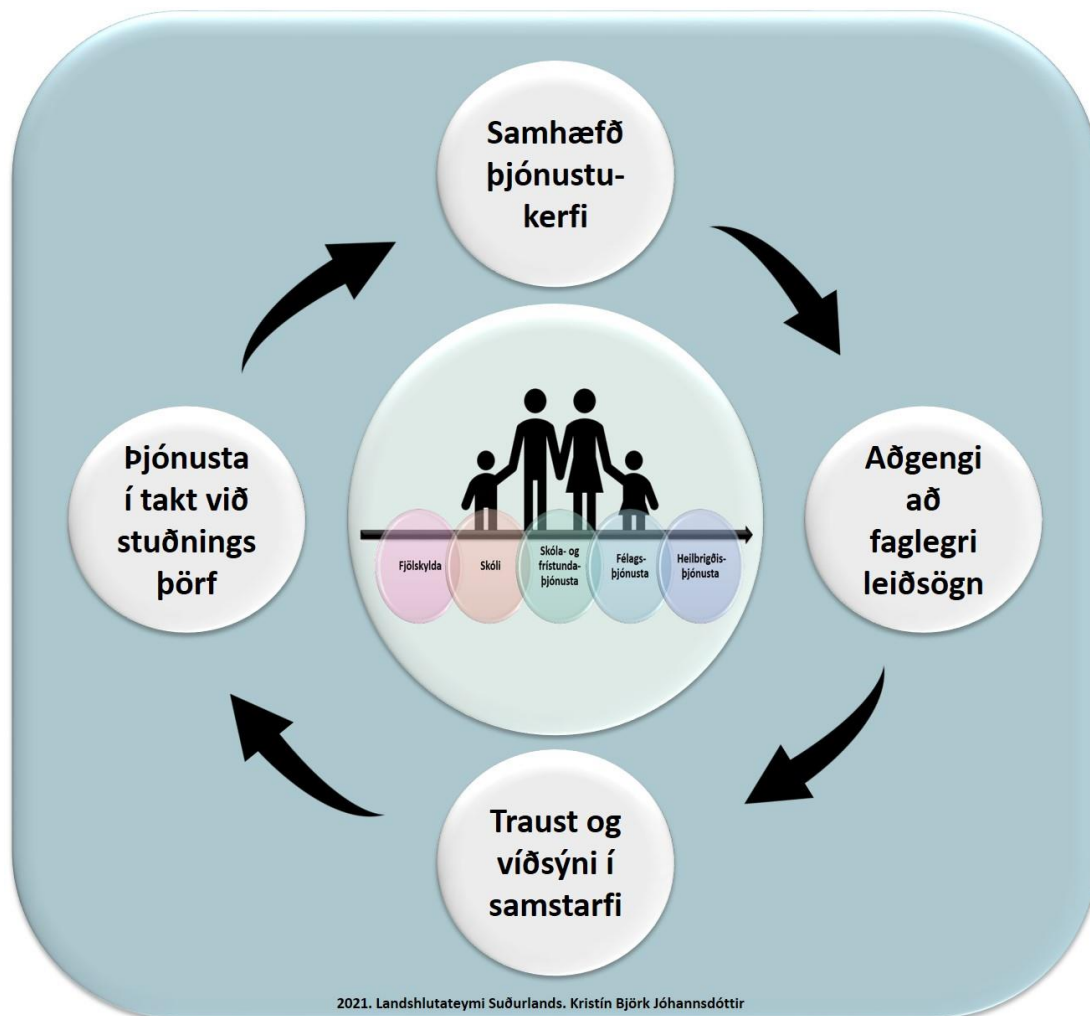 Samhæfð
þjónustu-
kerfi
Aðgengi
að
faglegri
leiðsögn
Traust og
víðsýni í
samstarfi
Þjónusta
í takt við
stuðnings
þörf
Fjölskylda
Skóli
Skóla- og
frístunda-
þjónusta
Félags-
þjónusta
Heilbrigðis-
þjónusta
2021. Landshlutateymi Suðurlands. Kristín Björk Jóhannsdóttir